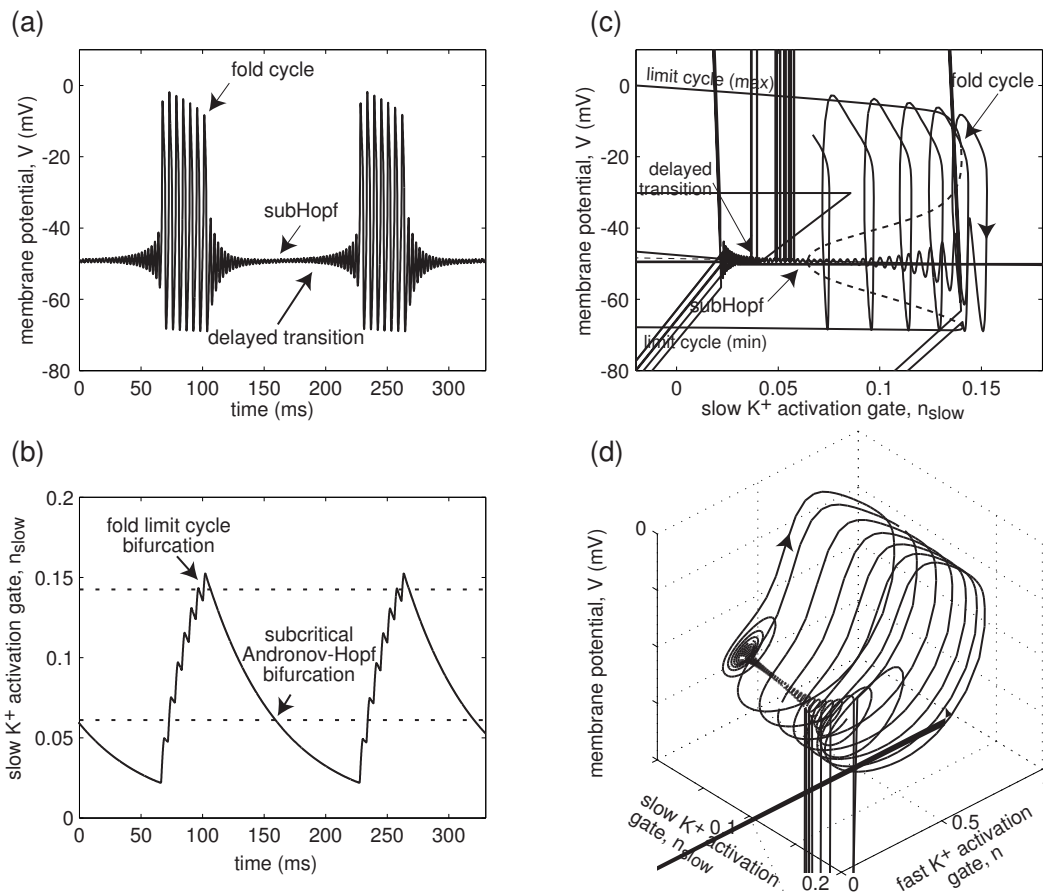 (a)
0
-20
-40
-60
-80
0 50 100 150 200 250 300
membrane potential, V (mV)
time (ms)
fold cycle
subHopf
delayed transition
(c)
0
-20
-40
-60
-80
0 0.05 0.1 0.15
membrane potential, V (mV)
slow K+ activation gate, nslow
limit cycle (max)
fold cycle
delayed
transition
subHopf
limit cycle (min)
(b)
0.2
0.15
0.1
0.05
0
0 50 100 150 200 250 300
slow K+ activation gate, nslow
time (ms)
fold limit cycle
bifurcation
subcritical
Andronov-Hopf
bifurcation
(d)
0
membrane potential, V (mV)
slow K+ activation
gate, nslow
0.1
0.2
0
0.5
fast K+ activation
gate, n